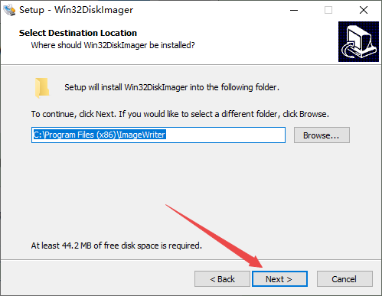 Setup - Win32DiskImager
Select Destination Location
Where should Win32DiskImager be installed?
Setup will install Win32DiskImager into the following folder.
To continue, click Next. If you would like to select a different folder, click Browse.
C:\Program Files (x86)\ImageWriter
Browse...
At least 44.2 MB of free disk space is required.
< Back
Next >
Cancel